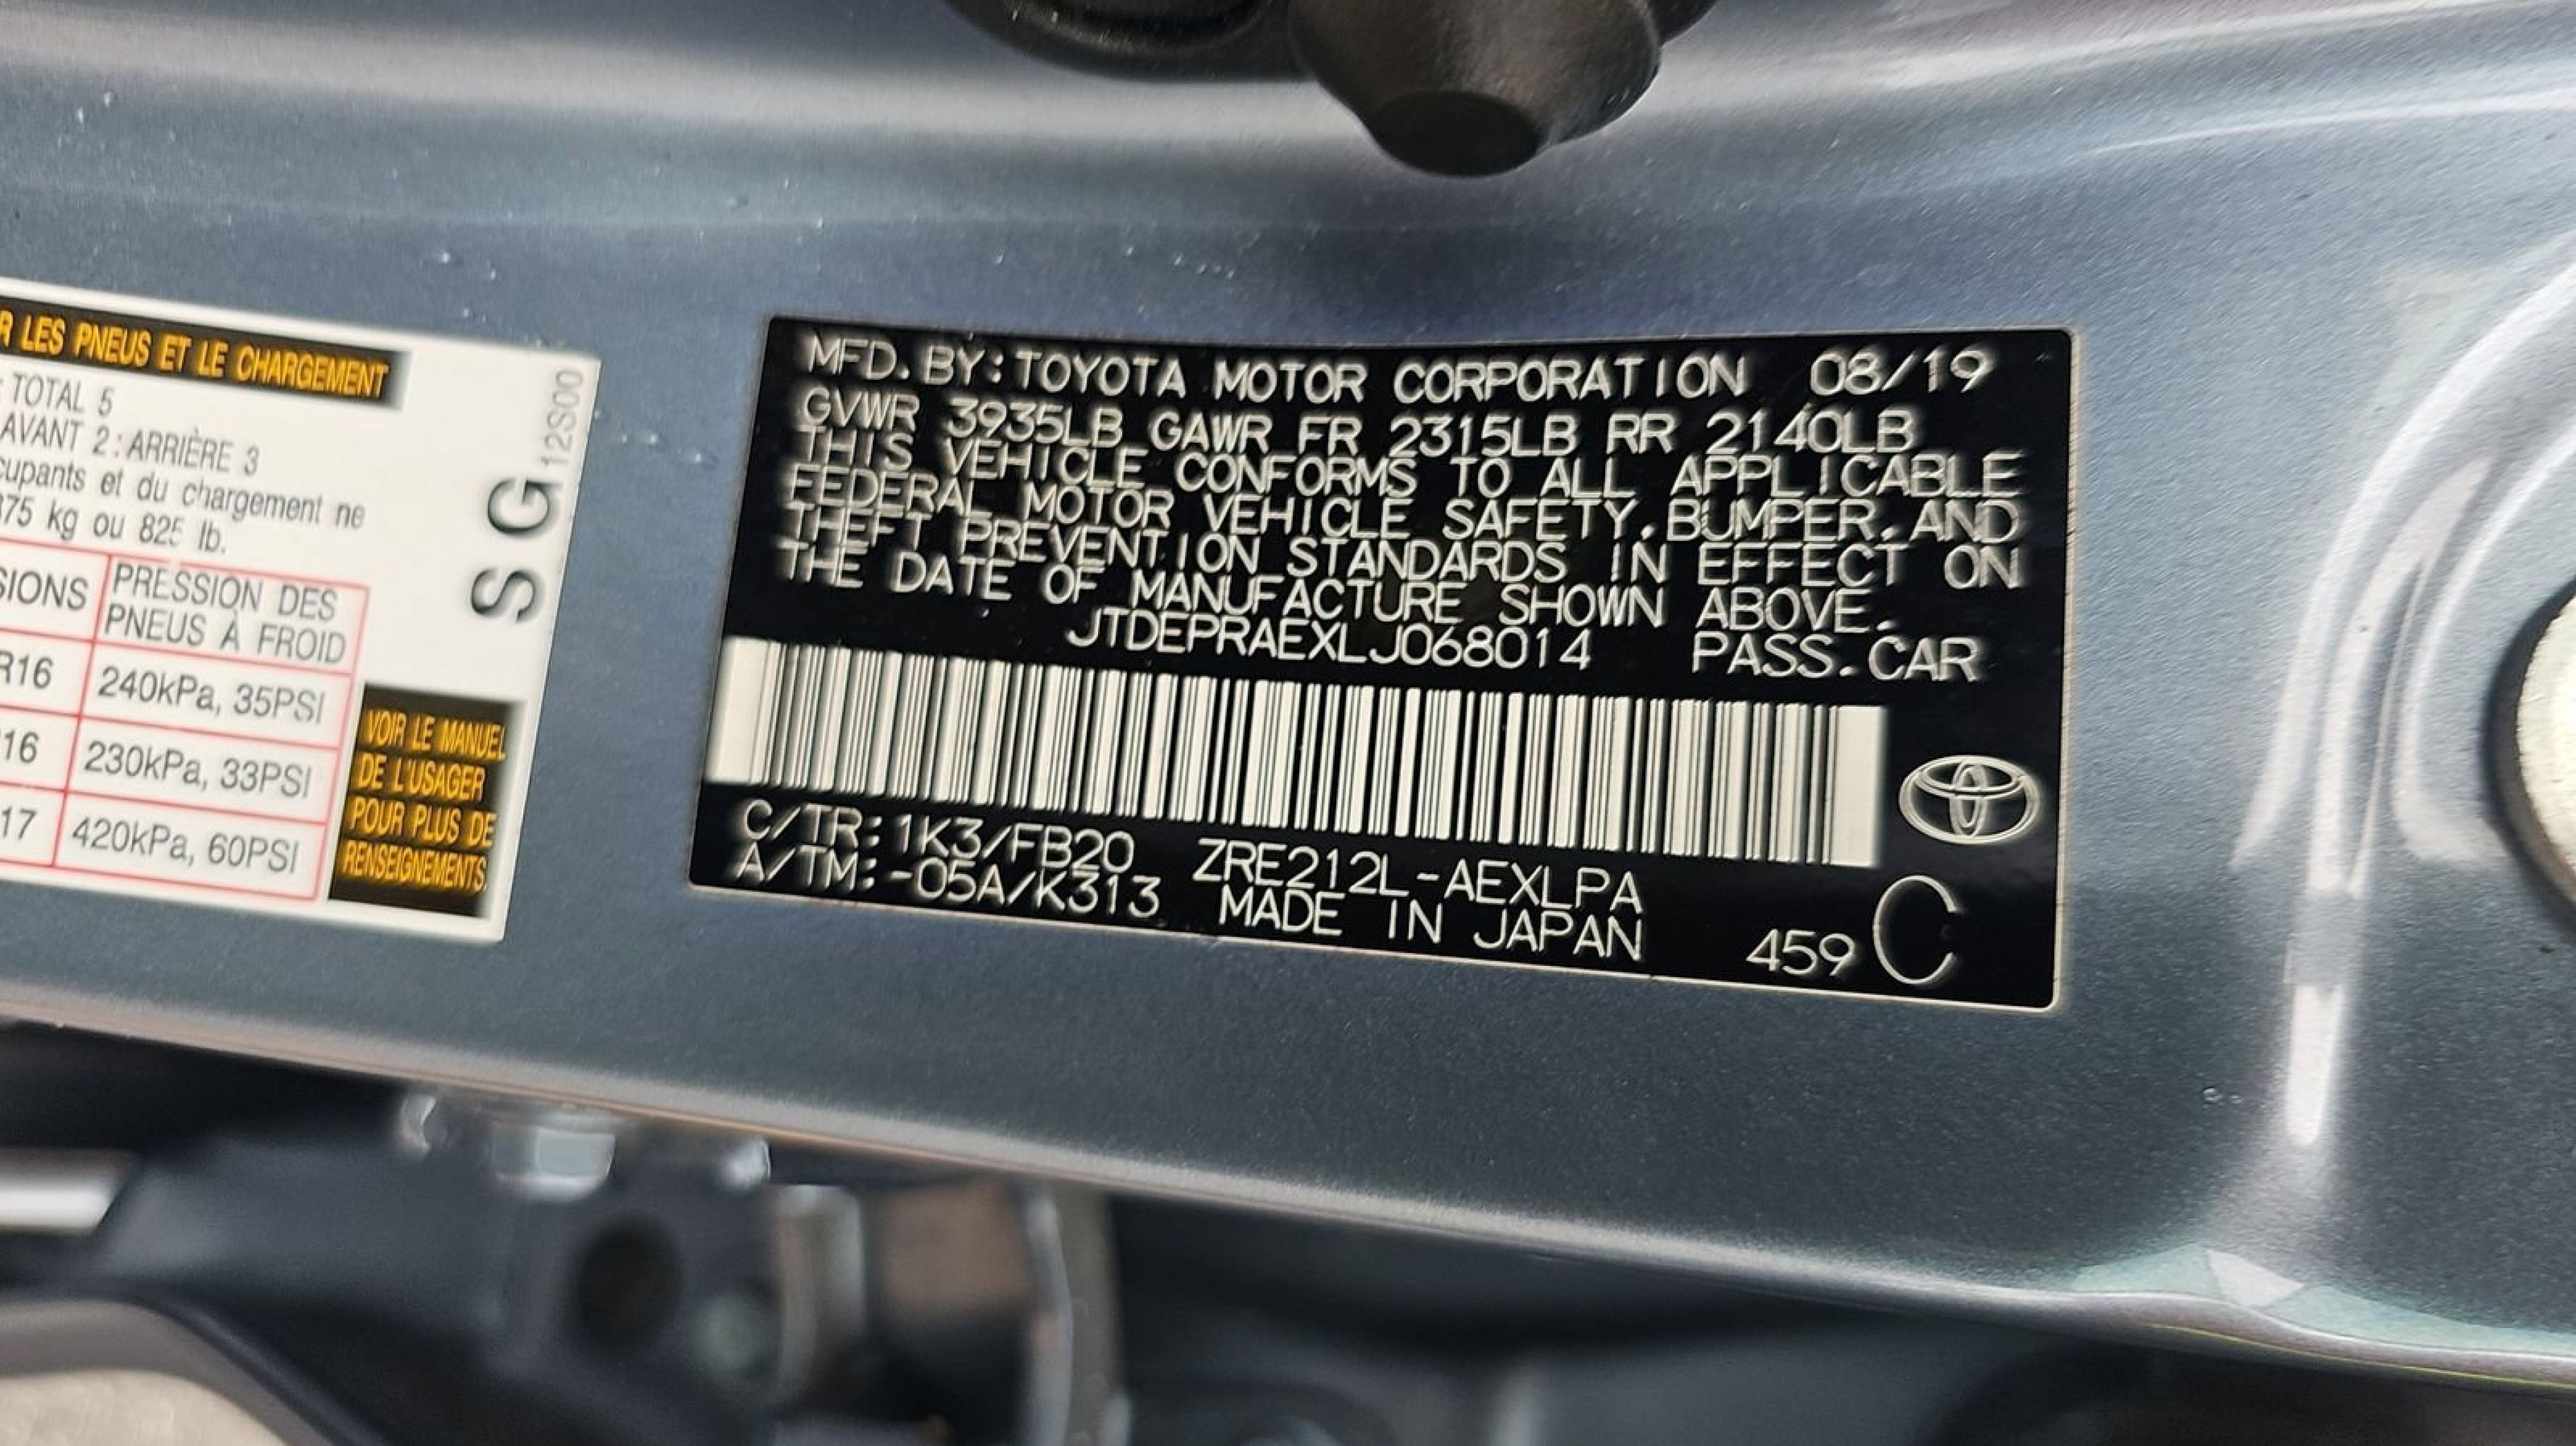 R LES PNEUS ET LE CHARGEMENT
: TOTAL 5
AVANT 2 : ARRIÈRE 3
cupants et du chargement ne
375 kg ou 825 lb.
SIONS PRESSION DES
PNEUS À FROID
R16 240kPa, 35PSI
16 230kPa, 33PSI
17 420kPa, 60PSI
VOIR LE MANUEL
DE L'USAGER
POUR PLUS DE
RENSEIGNEMENTS
SG 12S00
MFD. BY: TOYOTA MOTOR CORPORATION 08/19
GVWR 3935LB GAWR FR 2315LB RR 2140LB
THIS VEHICLE CONFORMS TO ALL APPLICABLE
FEDERAL MOTOR VEHICLE SAFETY, BUMPER, AND
THEFT PREVENTION STANDARDS IN EFFECT ON
THE DATE OF MANUFACTURE SHOWN ABOVE.
JTDEPRAEXLJ068014 PASS. CAR
C/TR: 1K3/FB20 ZRE212L-AEXLPA
A/TM: -05A/K313 MADE IN JAPAN 459 C